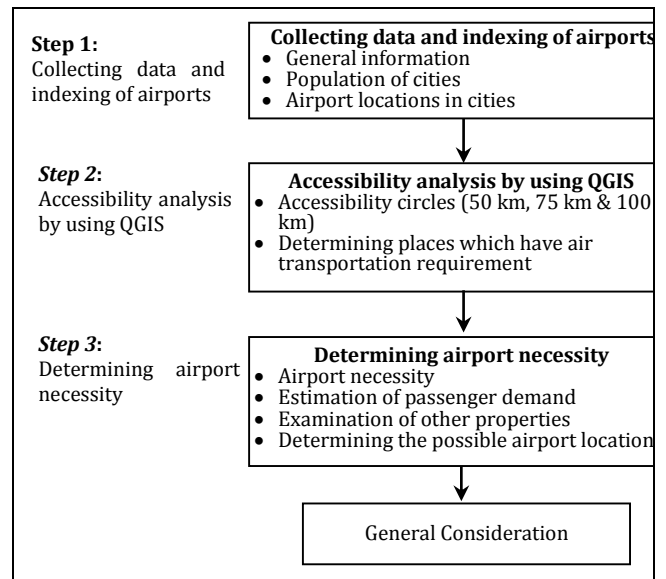 Step 1:
Collecting data and
indexing of airports
Collecting data and indexing of airports
• General information
• Population of cities
• Airport locations in cities
Step 2:
Accessibility analysis
by using QGIS
Accessibility analysis by using QGIS
• Accessibility circles (50 km, 75 km & 100
km)
• Determining places which have air
transportation requirement
Step 3:
Determining airport
necessity
Determining airport necessity
• Airport necessity
• Estimation of passenger demand
• Examination of other properties
• Determining the possible airport location
General Consideration